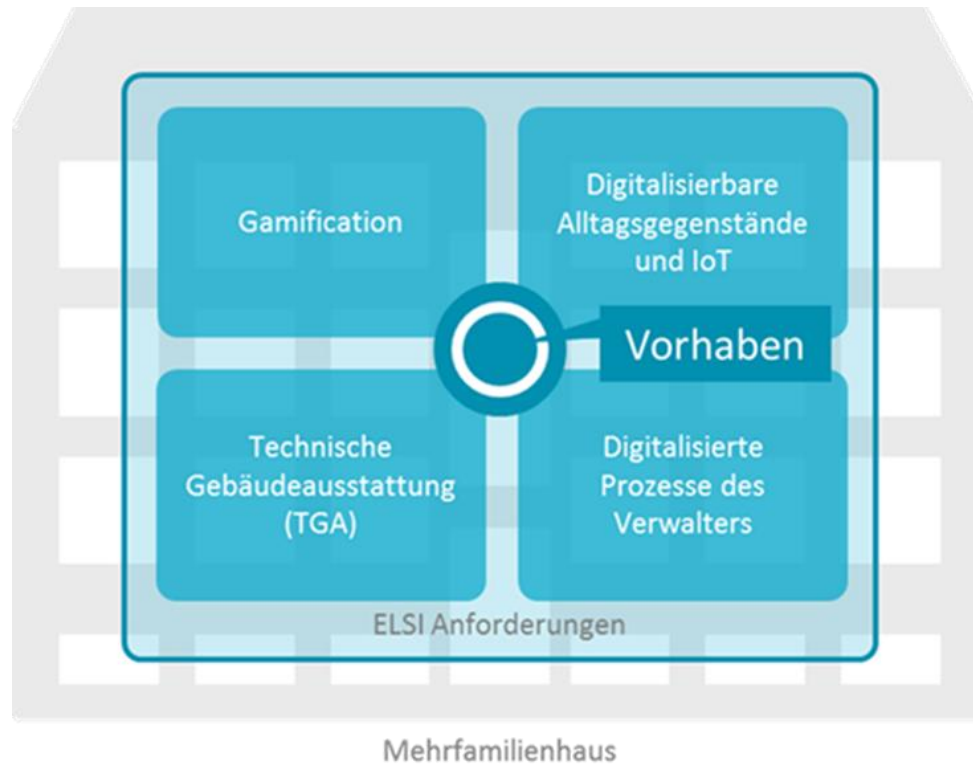 Gamification
Digitalisierbare
Alltagsgegenstände
und IoT
Vorhaben
Technische
Gebäudeausstattung
(TGA)
Digitalisierte
Prozesse des
Verwalters
ELSI Anforderungen
Mehrfamilienhaus